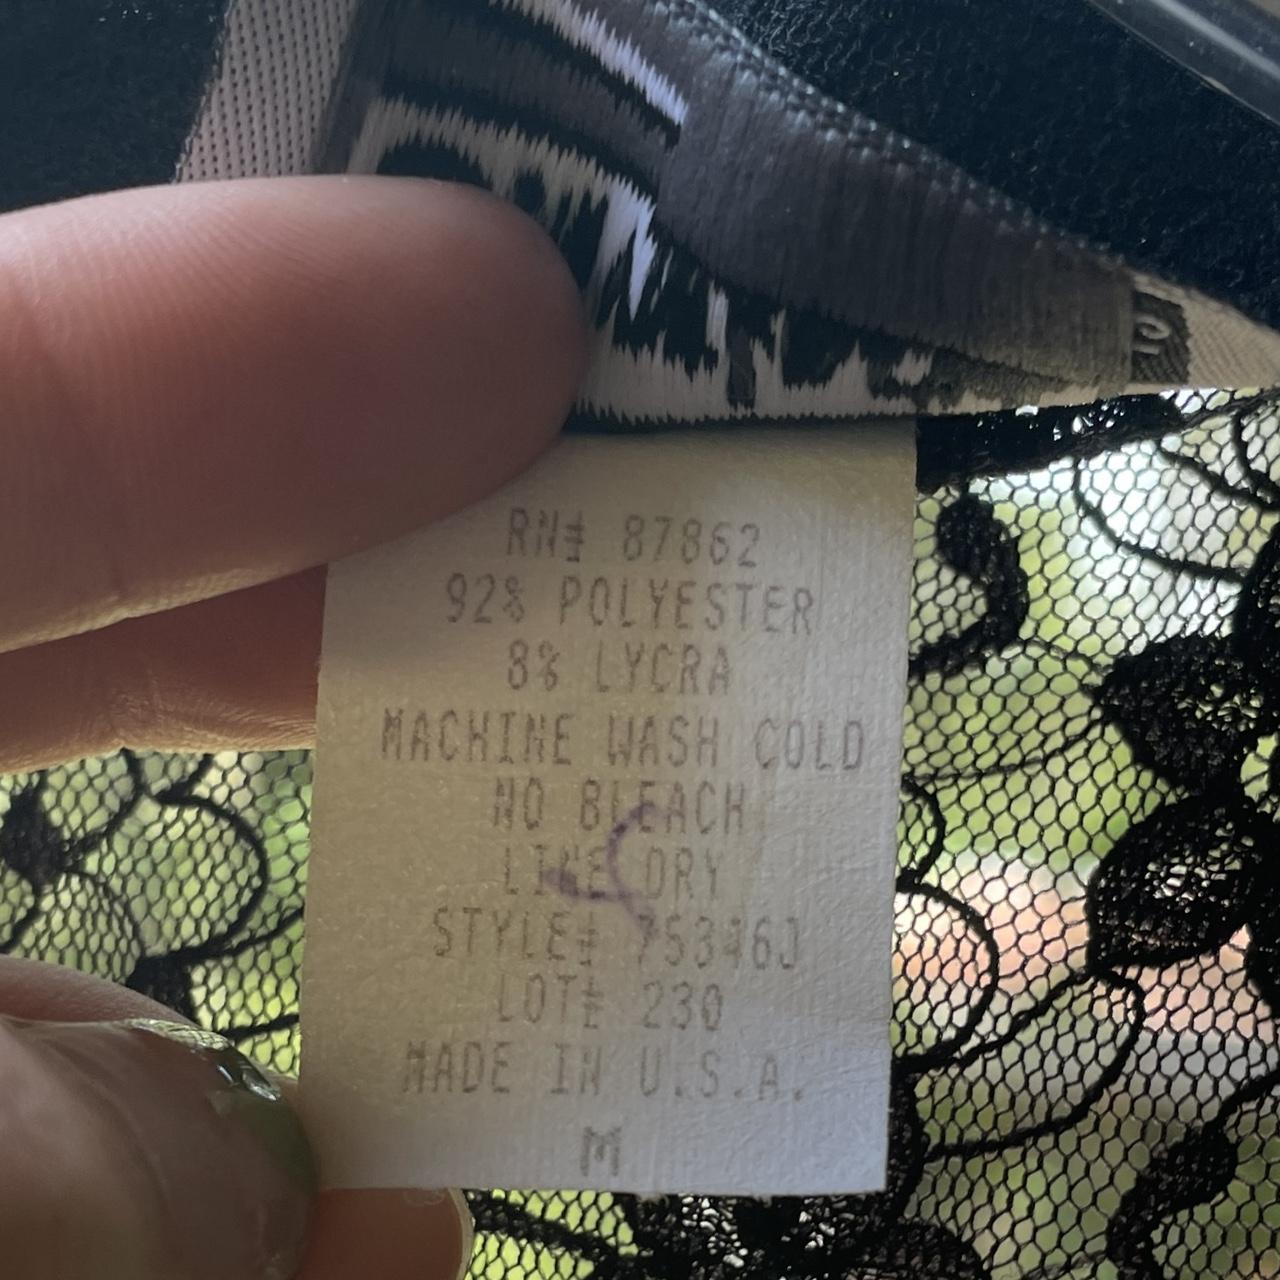 RN# 87862
92% POLYESTER
8% LYCRA
MACHINE WASH COLD
NO BLEACH
LINE DRY
STYLE# 75346J
LOT# 230
MADE IN U.S.A.
M